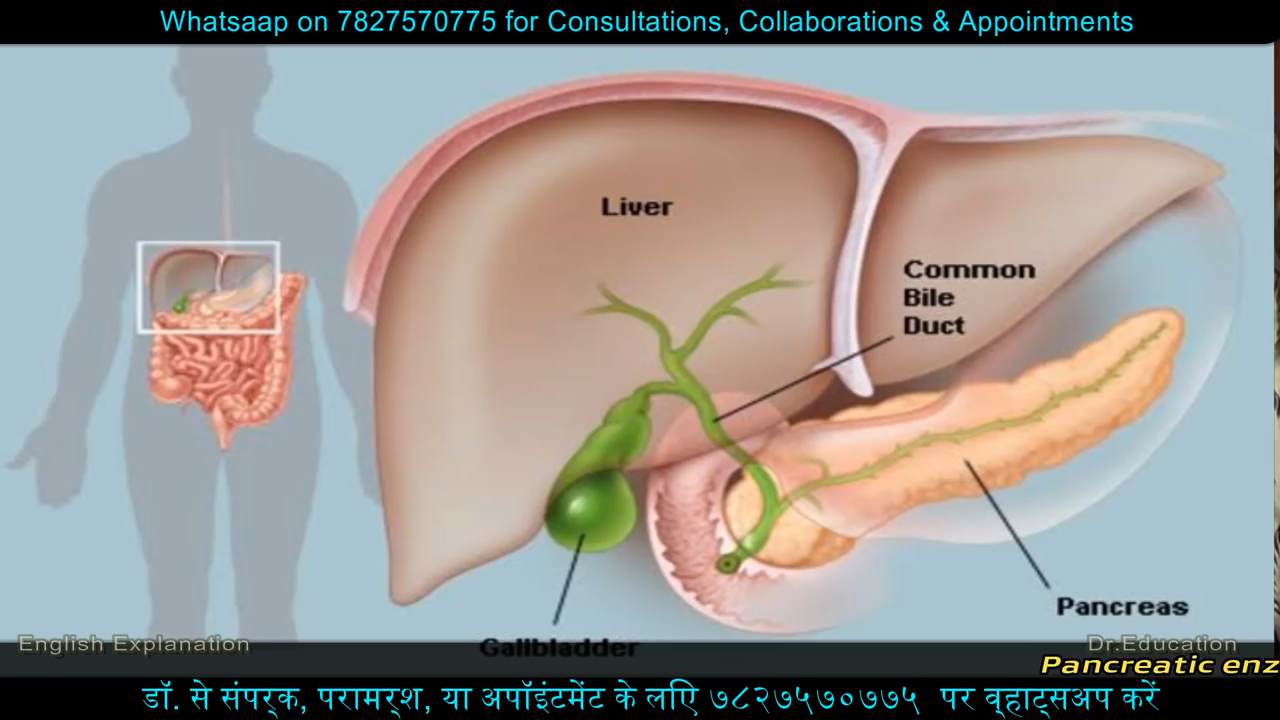 Whatsaap on 7827570775 for Consultations, Collaborations & Appointments
Liver
Common
Bile
Duct
Pancreas
Gallbladder
English Explanation
Dr.Education
Pancreatic enz
डॉ. से संपर्क, परामर्श, या अपॉइंटमेंट के लिए ७८२७५७०७७५ पर व्हाट्सअप करें